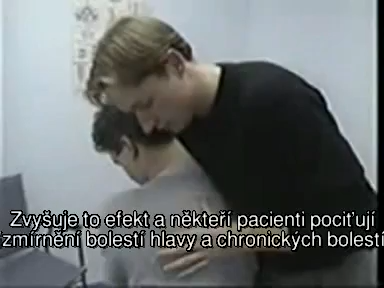 Zvyšuje to efekt a někteří pacienti pociťují
zmírnění bolestí hlavy a chronických bolestí